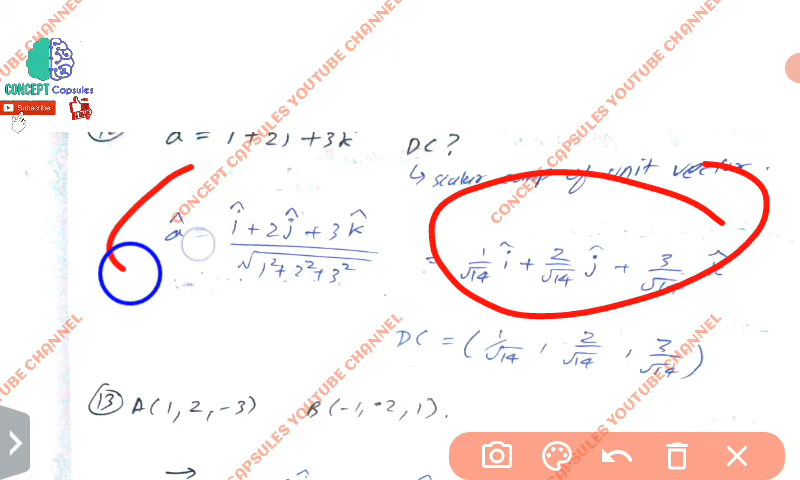 CONCEPT Capsules
Subscribe
CONCEPT CAPSULES YOUTUBE CHANNEL
a = i + 2j + 3k
DC?
↳ scalar comp of unit vector.
â = (î + 2ĵ + 3k̂) / √1²+2²+3² = 1/√14 î + 2/√14 ĵ + 3/√14 k̂
DC = (1/√14, 2/√14, 3/√14)
⑬ A(1, 2, -3) B(-1, -2, 1).